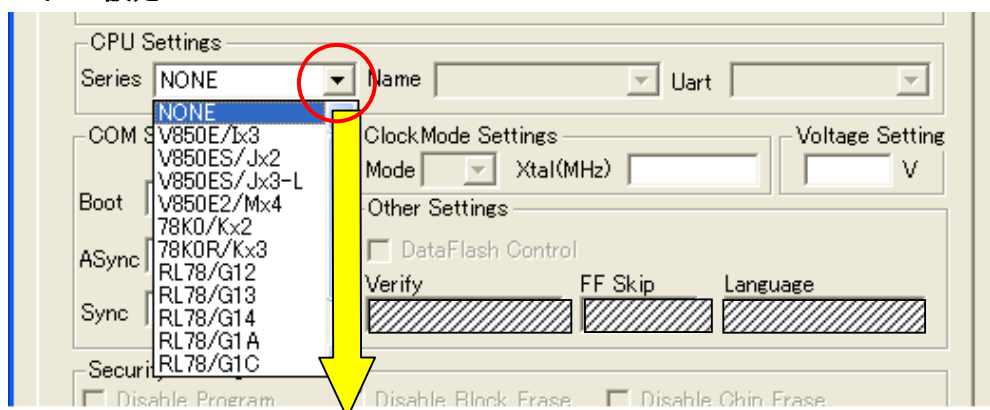 CPU Settings
Series NONE Name Uart
NONE
V850E/Ix3
V850ES/Jx2
V850ES/Jx3-L
V850E2/Mx4
78K0/Kx2
78K0R/Kx3
RL78/G12
RL78/G13
RL78/G14
RL78/G1A
RL78/G1C
COM S
Boot
ASync
Sync
ClockMode Settings
Mode Xtal(MHz)
Voltage Setting
V
Other Settings
DataFlash Control
Verify FF Skip Language
Disable Program Disable Block Erase Disable Chip Erase